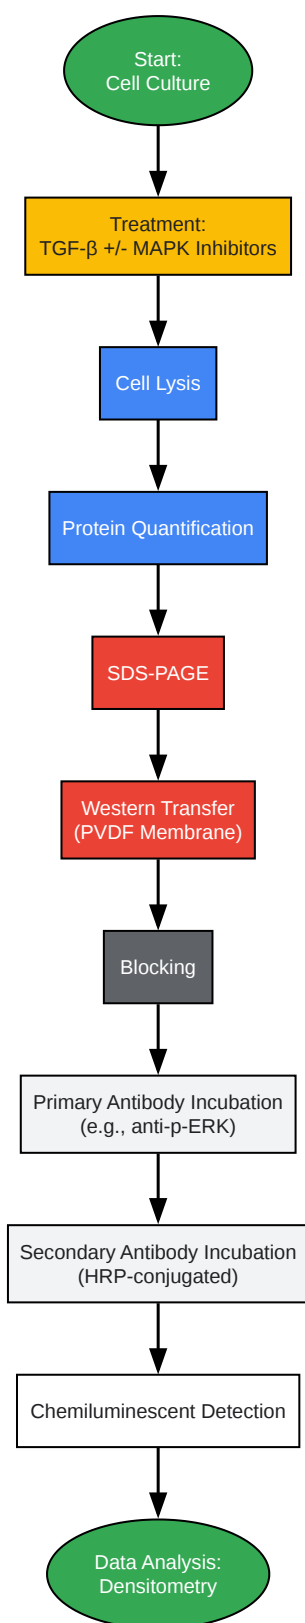 Start:
Cell Culture
Treatment:
TGF-β +/- MAPK Inhibitors
Cell Lysis
Protein Quantification
SDS-PAGE
Western Transfer
(PVDF Membrane)
Blocking
Primary Antibody Incubation
(e.g., anti-p-ERK)
Secondary Antibody Incubation
(HRP-conjugated)
Chemiluminescent Detection
Data Analysis:
Densitometry